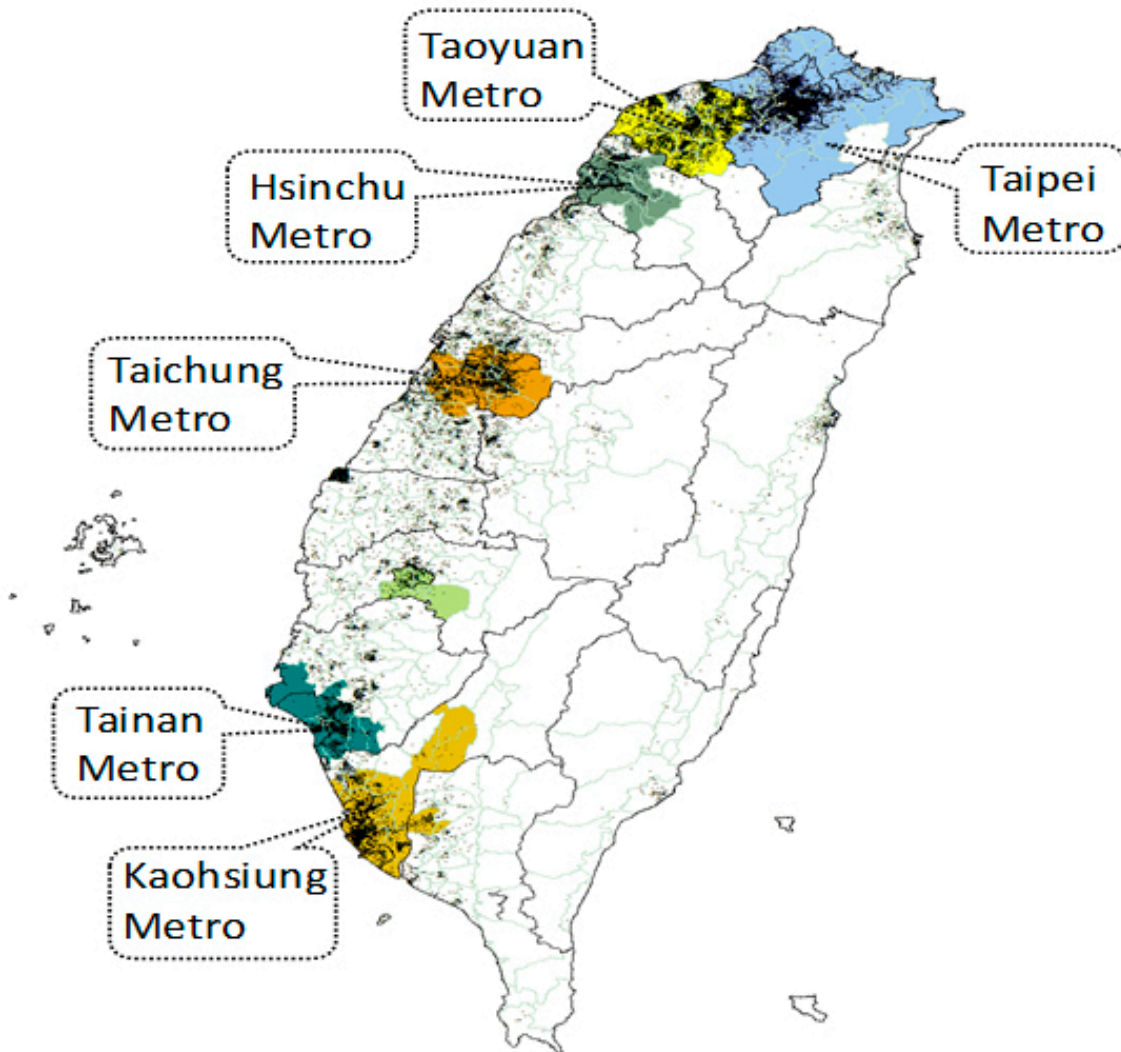 Taoyuan
Metro
Hsinchu
Metro
Taipei
Metro
Taichung
Metro
Tainan
Metro
Kaohsiung
Metro